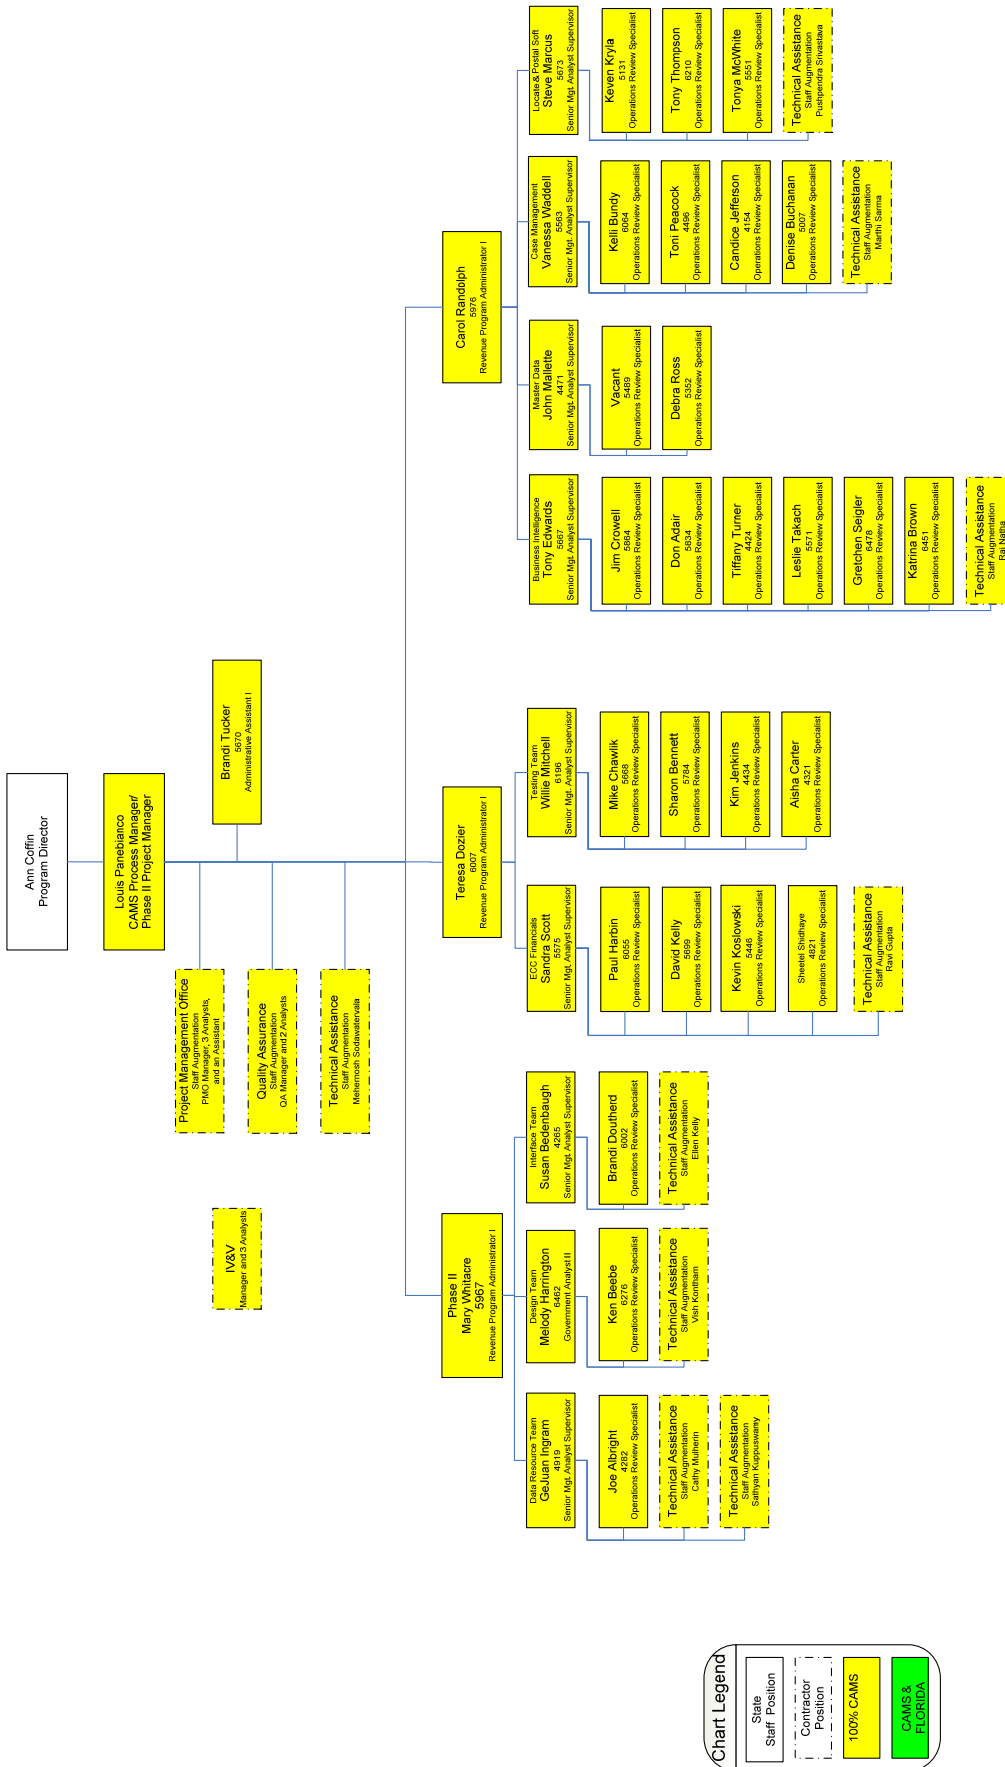 Ann Coffin
Program Director
Louis Panebianco
CAMS Process Manager/
Phase II Project Manager
Brandi Tucker
5670
Administrative Assistant I
Project Management Office
Staff Augmentation
PMO Manager, 3 Analysts,
and an Assistant
Quality Assurance
Staff Augmentation
QA Manager and 2 Analysts
Technical Assistance
Staff Augmentation
Mehernosh Sodawatervala
IV&V
Manager and 3 Analysts
Phase II
Mary Whitacre
5967
Revenue Program Administrator I
Teresa Dozier
6007
Revenue Program Administrator I
Carol Randolph
5976
Revenue Program Administrator I
Data Resource Team
GeJuan Ingram
4919
Senior Mgt. Analyst Supervisor
Joe Albright
4282
Operations Review Specialist
Technical Assistance
Staff Augmentation
Cathy Mulherin
Technical Assistance
Staff Augmentation
Sathyan Kuppuswamy
Design Team
Melody Harrington
6462
Government Analyst II
Ken Beebe
6276
Operations Review Specialist
Technical Assistance
Staff Augmentation
Vish Kontham
Interface Team
Susan Bedenbaugh
4265
Senior Mgt. Analyst Supervisor
Brandi Doutherd
6002
Operations Review Specialist
Technical Assistance
Staff Augmentation
Ellen Kelly
ECC Financials
Sandra Scott
5575
Senior Mgt. Analyst Supervisor
Paul Harbin
6055
Operations Review Specialist
David Kelly
5699
Operations Review Specialist
Kevin Koslowski
5446
Operations Review Specialist
Sheetel Shidhaye
4821
Operations Review Specialist
Technical Assistance
Staff Augmentation
Ravi Gupta
Testing Team
Willie Mitchell
6196
Senior Mgt. Analyst Supervisor
Mike Chawlik
5668
Operations Review Specialist
Sharon Bennett
5784
Operations Review Specialist
Kim Jenkins
4434
Operations Review Specialist
Aisha Carter
4321
Operations Review Specialist
Business Intelligence
Tony Edwards
5667
Senior Mgt. Analyst Supervisor
Jim Crowell
5864
Operations Review Specialist
Don Adair
5834
Operations Review Specialist
Tiffany Turner
4424
Operations Review Specialist
Leslie Takach
5571
Operations Review Specialist
Gretchen Seigler
6478
Operations Review Specialist
Katrina Brown
6451
Operations Review Specialist
Technical Assistance
Staff Augmentation
Raj Natha
Master Data
John Mallette
4471
Senior Mgt. Analyst Supervisor
Vacant
5489
Operations Review Specialist
Debra Ross
5352
Operations Review Specialist
Case Management
Vanessa Waddell
5563
Senior Mgt. Analyst Supervisor
Kelli Bundy
6064
Operations Review Specialist
Toni Peacock
4496
Operations Review Specialist
Candice Jefferson
4154
Operations Review Specialist
Denise Buchanan
5007
Operations Review Specialist
Technical Assistance
Staff Augmentation
Marthi Sarma
Locate & Postal Soft
Steve Marcus
5673
Senior Mgt. Analyst Supervisor
Keven Kryla
5131
Operations Review Specialist
Tony Thompson
6210
Operations Review Specialist
Tonya McWhite
5551
Operations Review Specialist
Technical Assistance
Staff Augmentation
Pushpendra Srivastava
Chart Legend
State
Staff Position
Contractor
Position
100% CAMS
CAMS &
FLORIDA